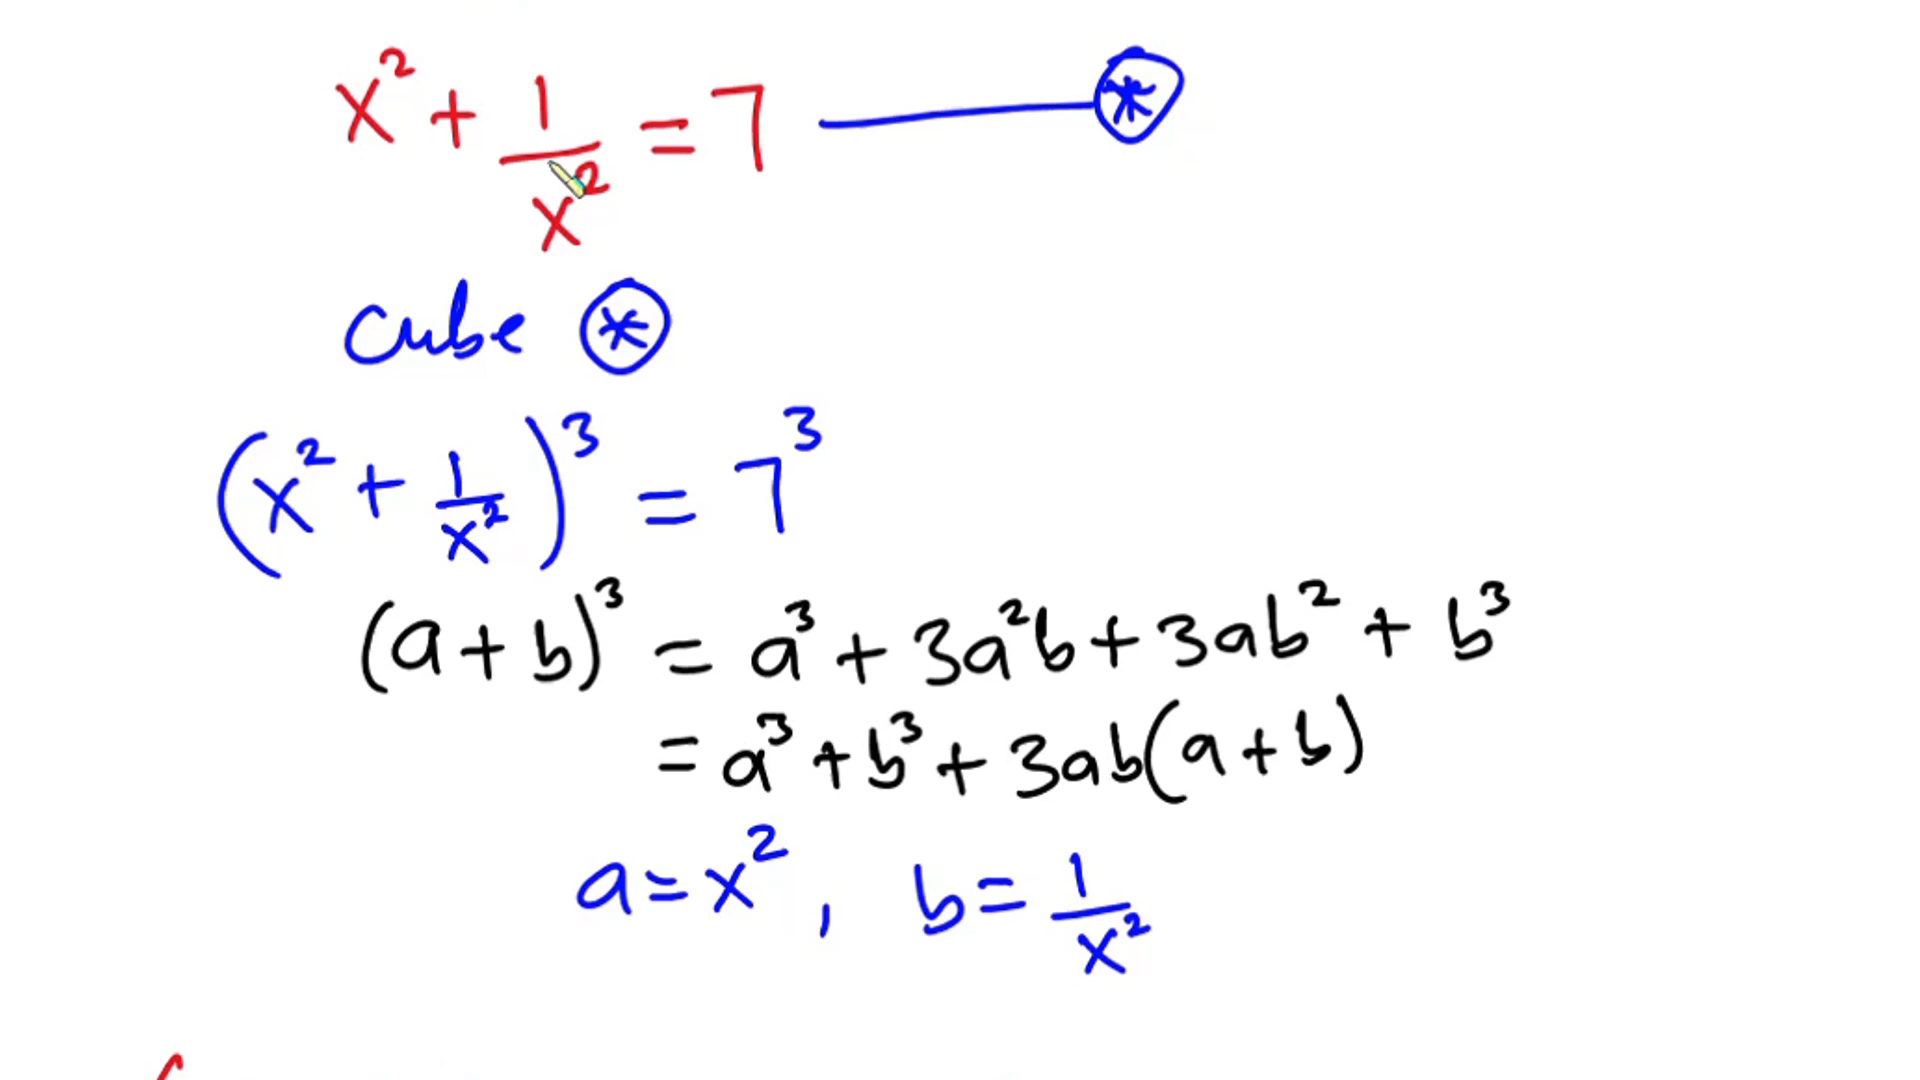 x² + 1/x² = 7 ——— ⊛
cube ⊛
(x² + 1/x²)³ = 7³
(a + b)³ = a³ + 3a²b + 3ab² + b³
= a³ + b³ + 3ab(a + b)
a = x² , b = 1/x²